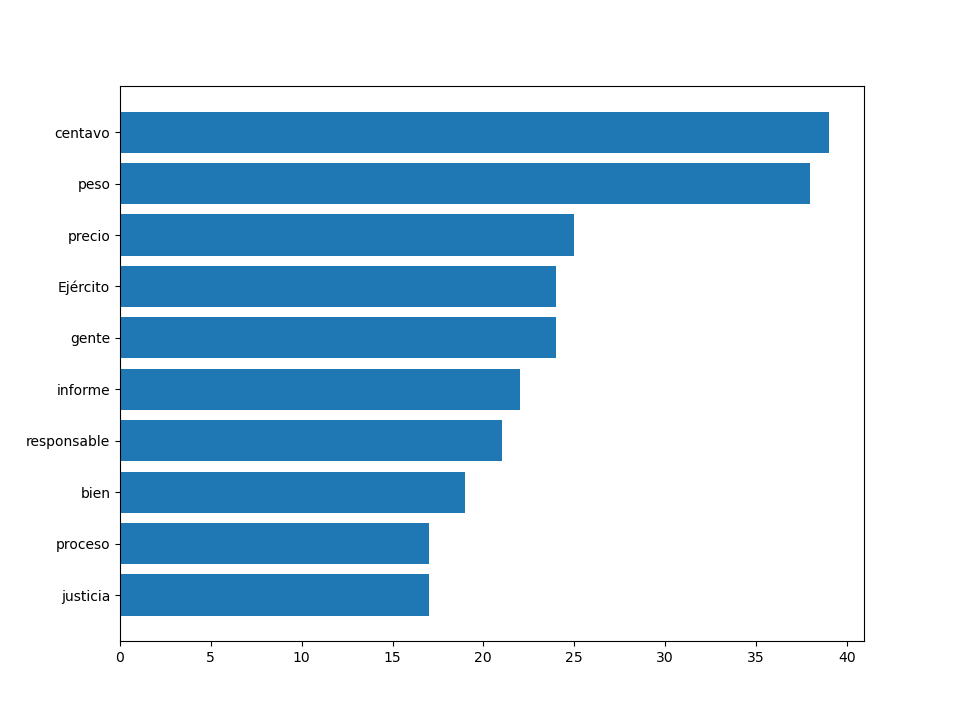 centavo
peso
precio
Ejército
gente
informe
responsable
bien
proceso
justicia
0 5 10 15 20 25 30 35 40